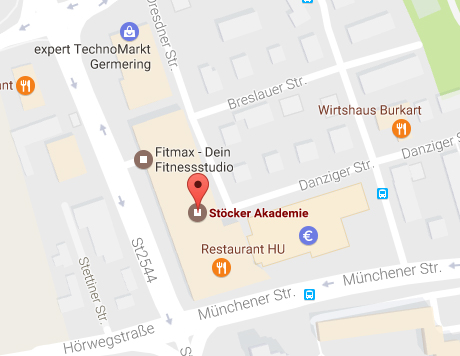 expert TechnoMarkt
Germering
Dresdner Str.
ant
Breslauer Str.
Wirtshaus Burkart
Fitmax - Dein
Fitnessstudio
Danziger Str.
Danziger
Stöcker Akademie
€
Restaurant HU
St2544
Stettiner Str.
Münchener Str.
Münchener Str.
Hörwegstraße